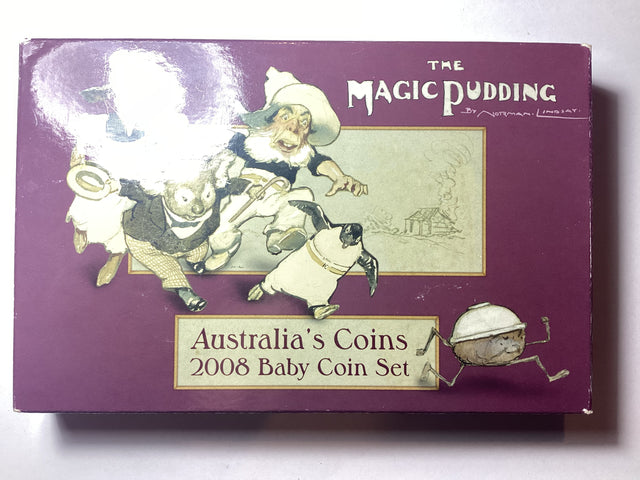 THE
MAGIC PUDDING
By NORMAN LINDSAY.
Australia's Coins
2008 Baby Coin Set